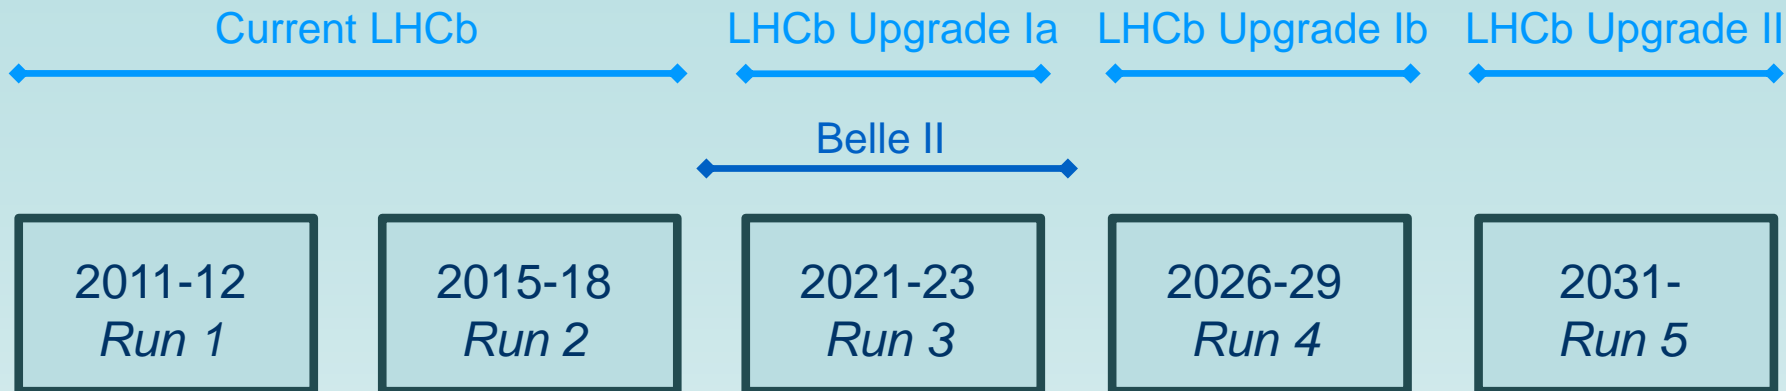 Current LHCb
LHCb Upgrade Ia
LHCb Upgrade Ib
LHCb Upgrade II
Belle II
2011-12
Run 1
2015-18
Run 2
2021-23
Run 3
2026-29
Run 4
2031-
Run 5